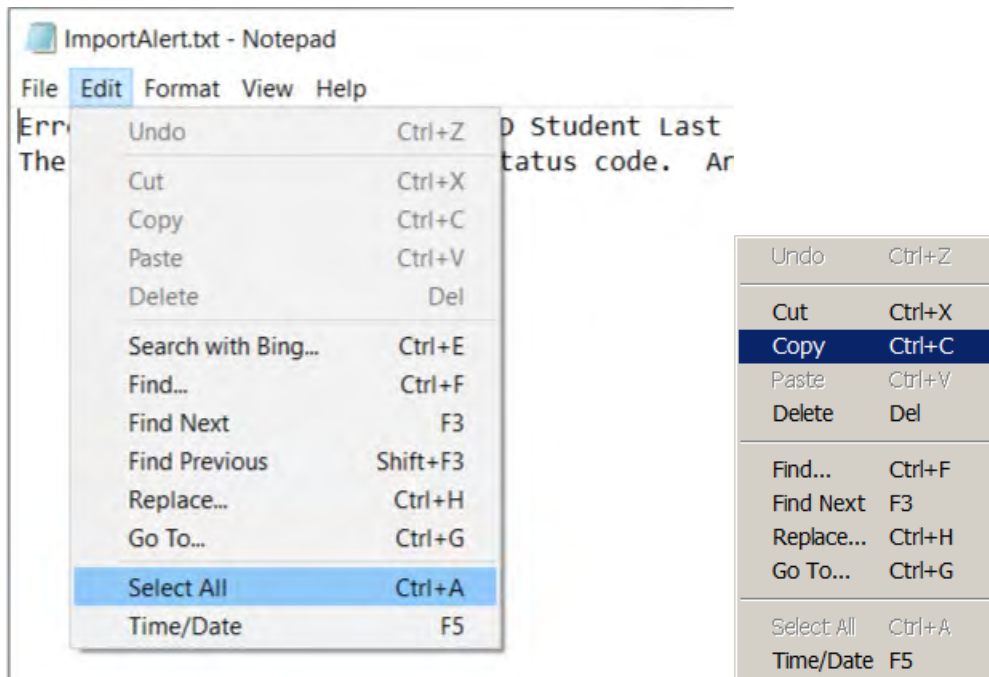 ImportAlert.txt - Notepad
File Edit Format View Help
Student Last
The tatus code.
Undo Ctrl+Z
Cut Ctrl+X
Copy Ctrl+C
Paste Ctrl+V
Delete Del
Search with Bing... Ctrl+E
Find... Ctrl+F
Find Next F3
Find Previous Shift+F3
Replace... Ctrl+H
Go To... Ctrl+G
Select All Ctrl+A
Time/Date F5
Undo Ctrl+Z
Cut Ctrl+X
Copy Ctrl+C
Paste Ctrl+V
Delete Del
Find... Ctrl+F
Find Next F3
Replace... Ctrl+H
Go To... Ctrl+G
Select All Ctrl+A
Time/Date F5